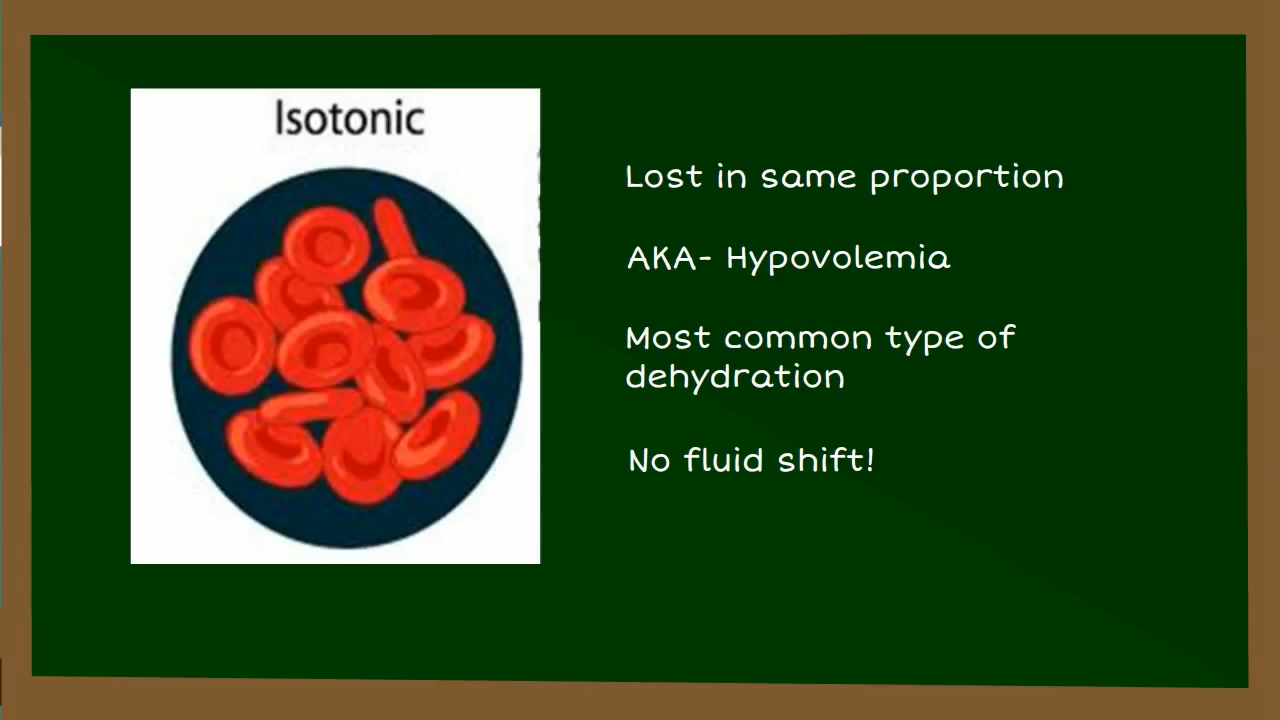 Isotonic
Lost in same proportion
AKA- Hypovolemia
Most common type of
dehydration
No fluid shift!